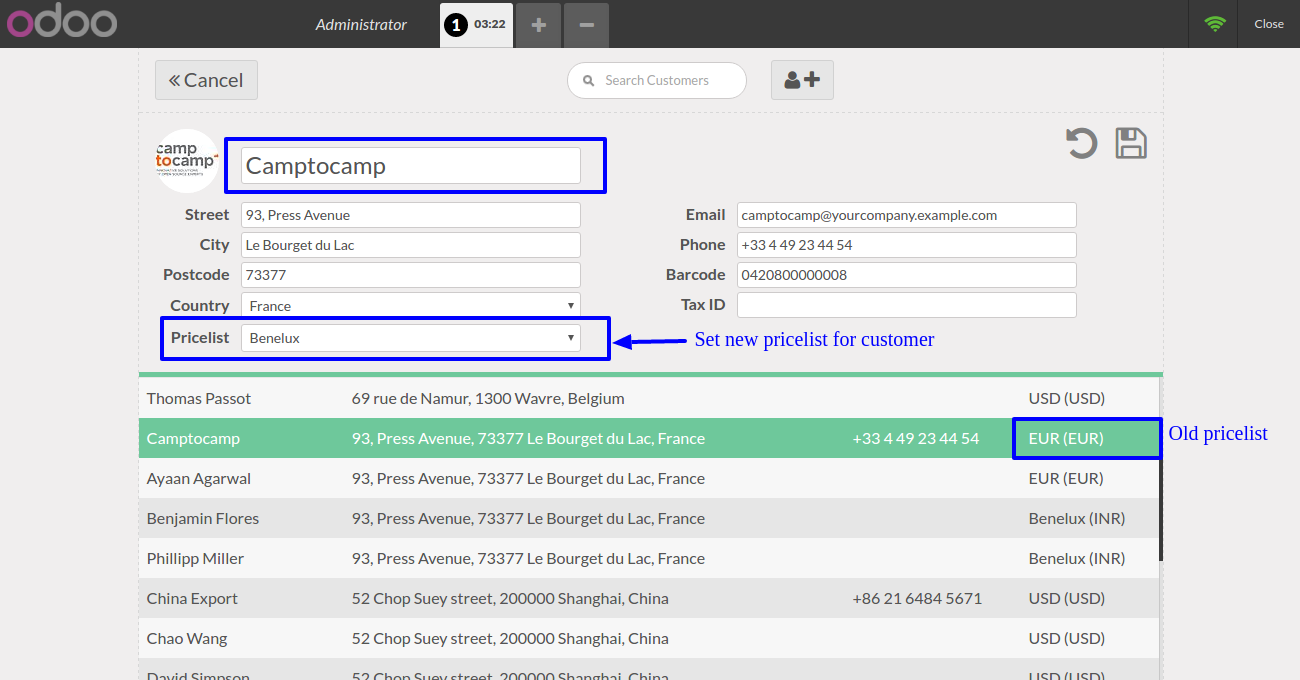 odoo
Administrator
1 03:22
Close
Cancel
Search Customers
camp
tocamp
INNOVATIVE SOLUTIONS
BY OPEN SOURCE EXPERTS
Camptocamp
Street 93, Press Avenue
Email camptocamp@yourcompany.example.com
City Le Bourget du Lac
Phone +33 4 49 23 44 54
Postcode 73377
Barcode 0420800000008
Country France
Tax ID
Pricelist Benelux
Set new pricelist for customer
Thomas Passot 69 rue de Namur, 1300 Wavre, Belgium USD (USD)
Camptocamp 93, Press Avenue, 73377 Le Bourget du Lac, France +33 4 49 23 44 54 EUR (EUR)
Old pricelist
Ayaan Agarwal 93, Press Avenue, 73377 Le Bourget du Lac, France EUR (EUR)
Benjamin Flores 93, Press Avenue, 73377 Le Bourget du Lac, France Benelux (INR)
Phillipp Miller 93, Press Avenue, 73377 Le Bourget du Lac, France Benelux (INR)
China Export 52 Chop Suey street, 200000 Shanghai, China +86 21 6484 5671 USD (USD)
Chao Wang 52 Chop Suey street, 200000 Shanghai, China USD (USD)
David Simpson 52 Chop Suey street, 200000 Shanghai, China USD (USD)